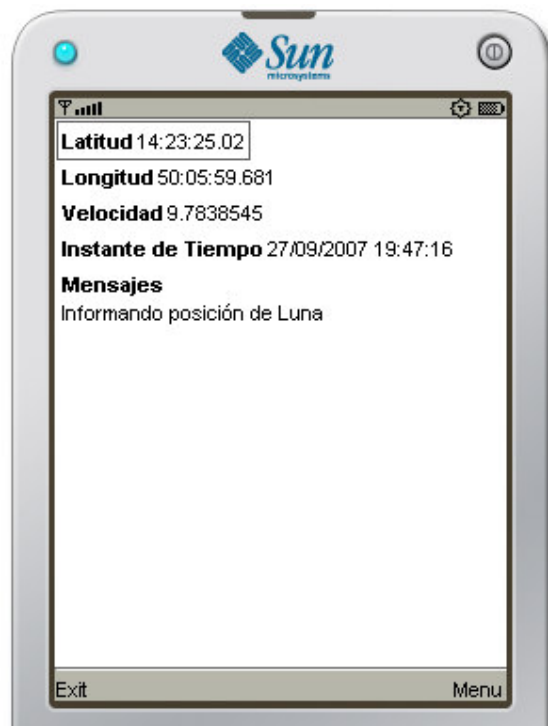 Sun
microsystems
Latitud 14:23:25.02
Longitud 50:05:59.681
Velocidad 9.7838545
Instante de Tiempo 27/09/2007 19:47:16
Mensajes
Informando posición de Luna
Exit Menu